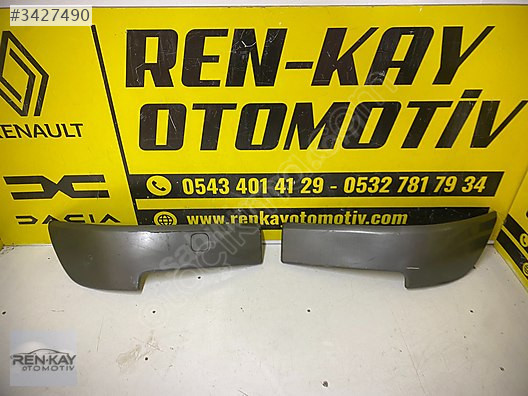 #3427490
REN-KAY
OTOMOTİV
RENAULT
0543 401 41 29 - 0532 781 79 34
DACIA
www.renkayotomotiv.com
REN-KAY
OTOMOTİV